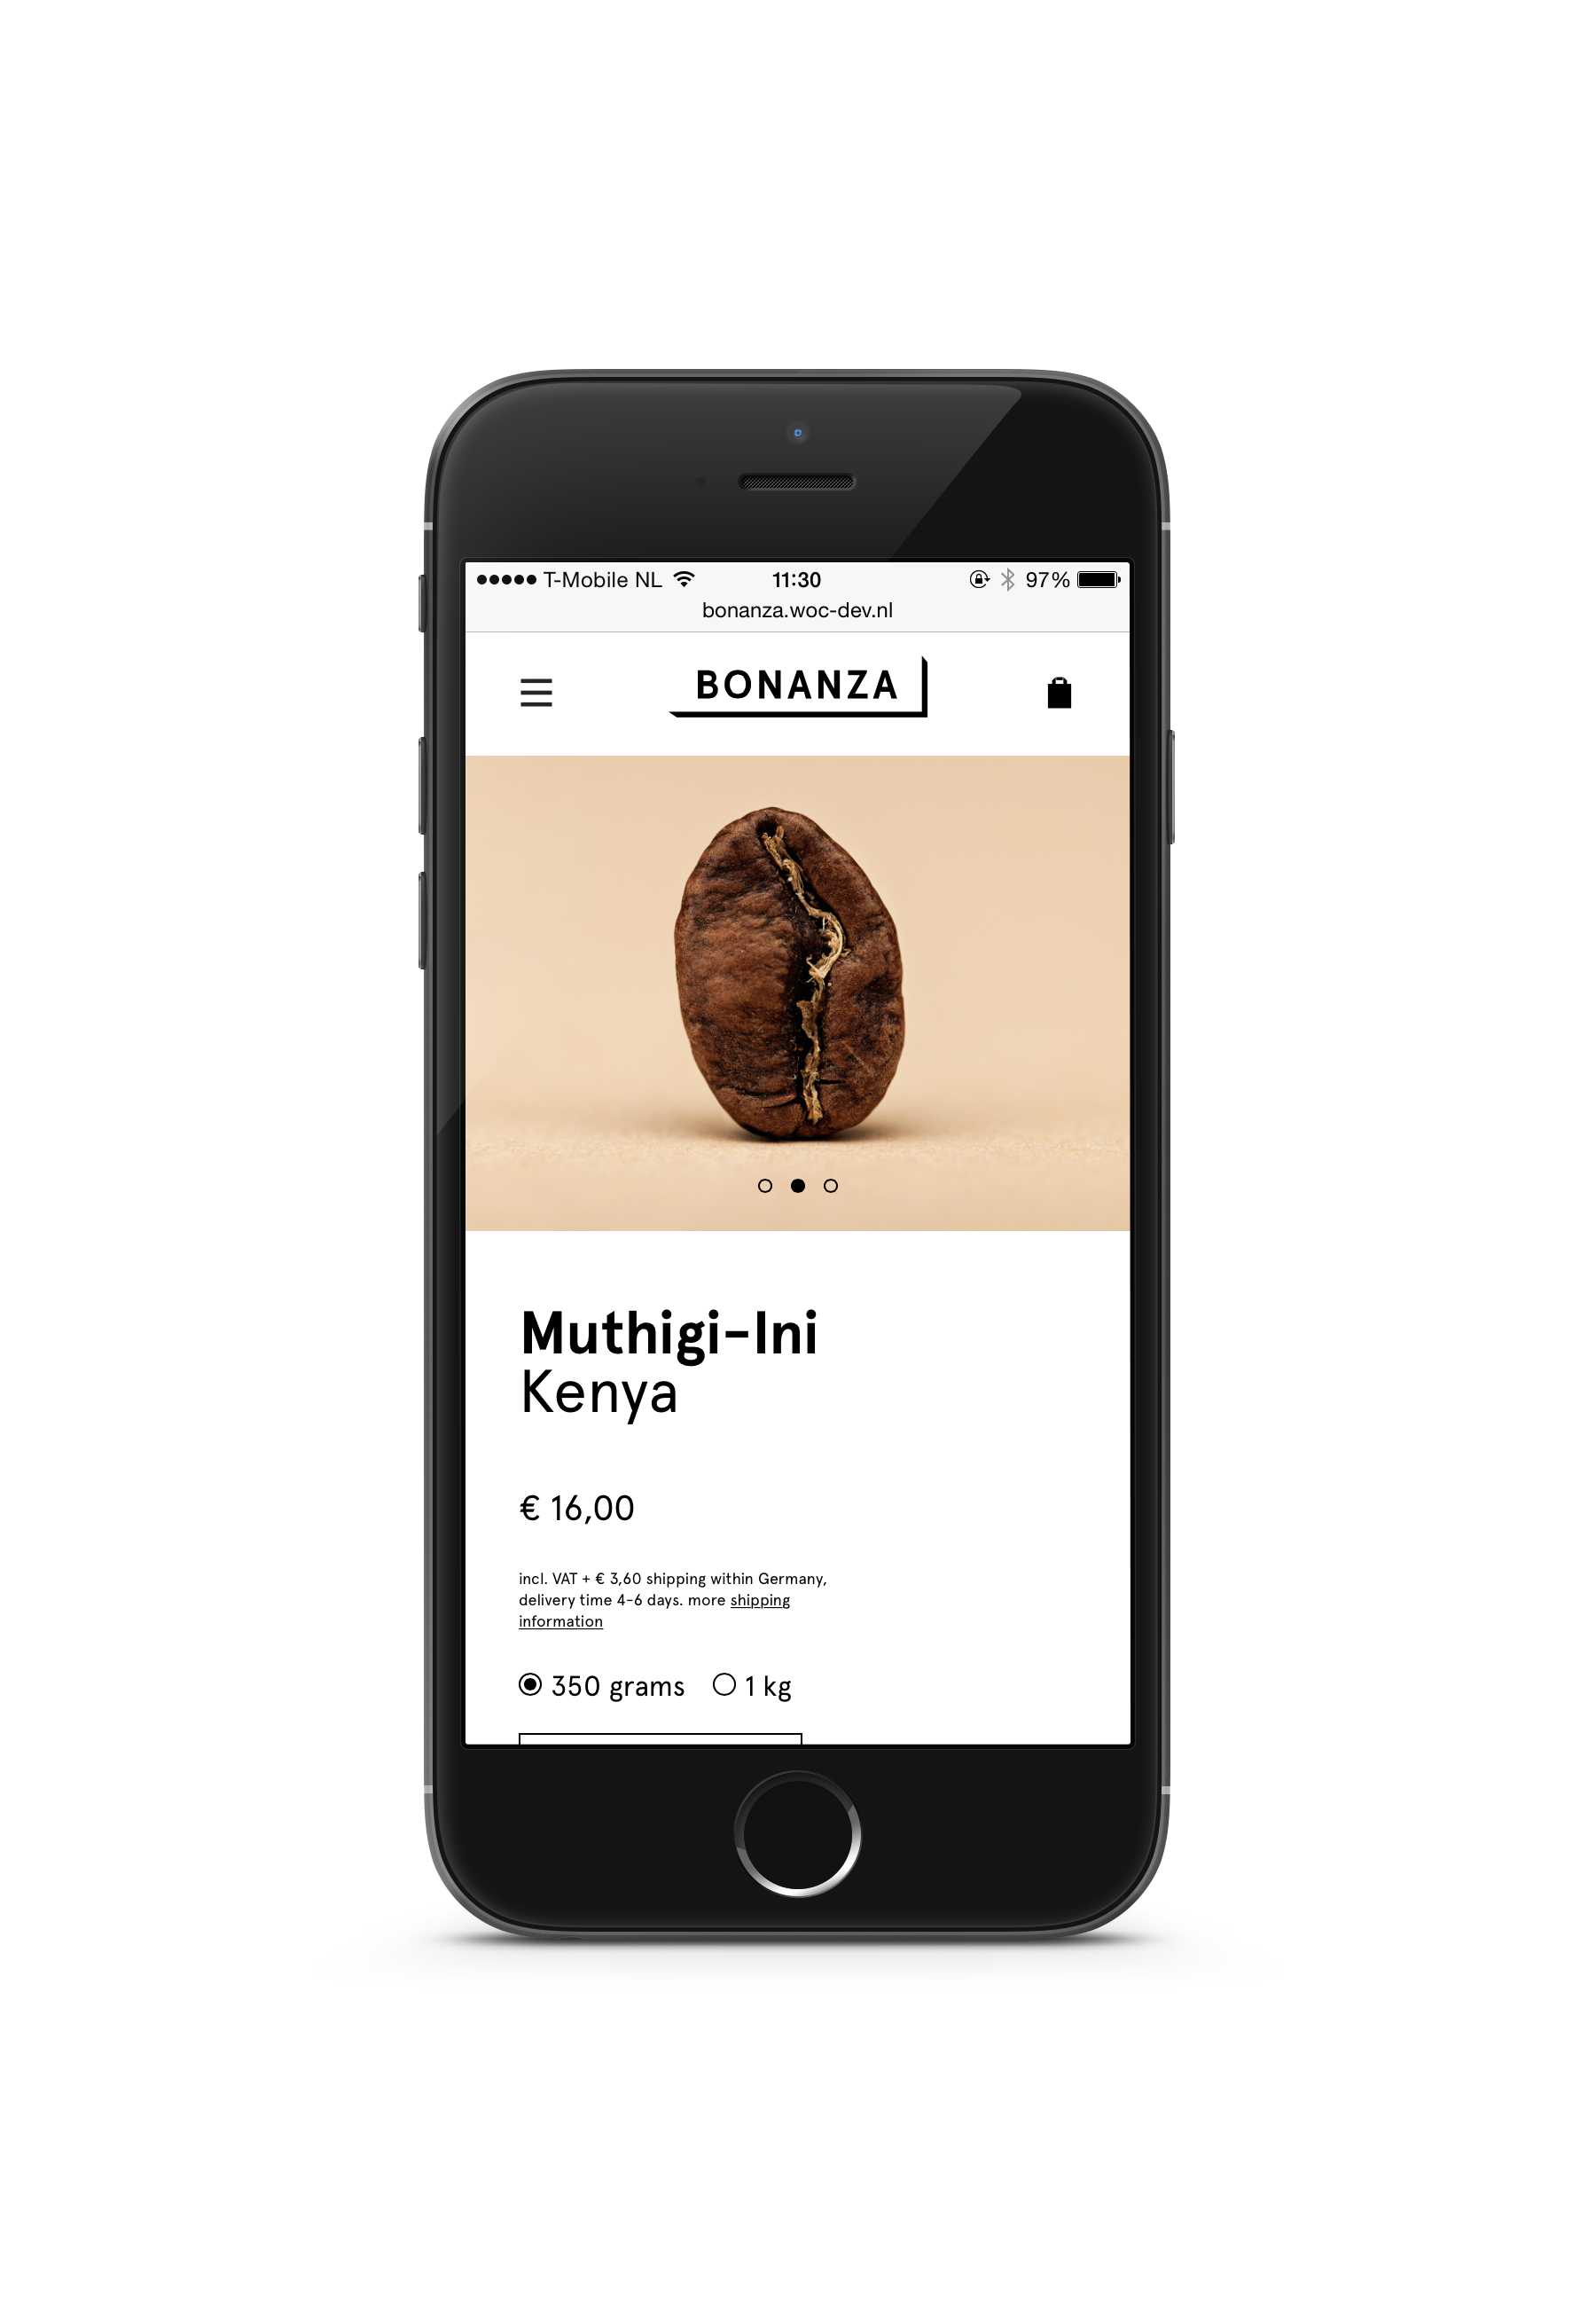 T-Mobile NL 11:30 97%
bonanza.woc-dev.nl
BONANZA
Muthigi-Ini
Kenya
€ 16,00
incl. VAT + € 3,60 shipping within Germany,
delivery time 4-6 days. more shipping
information
350 grams 1 kg